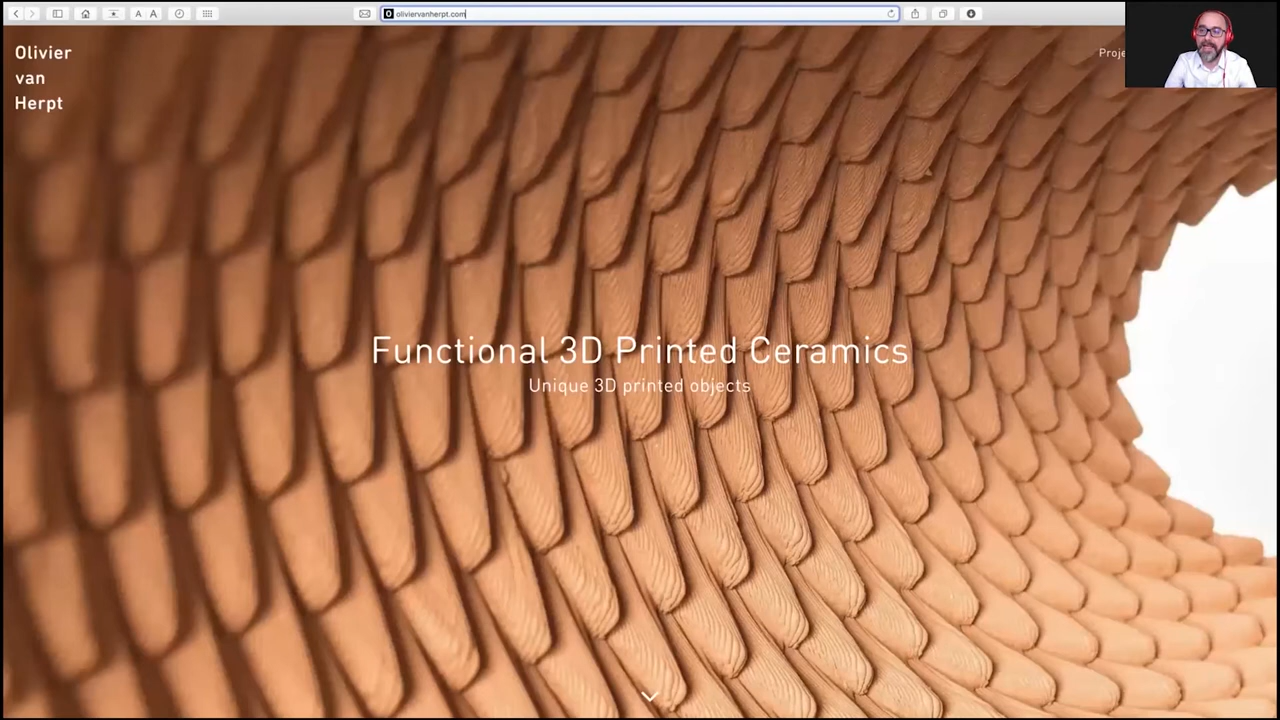 A A
oliviervanherpt.com
Olivier
van
Herpt
Functional 3D Printed Ceramics
Unique 3D printed objects